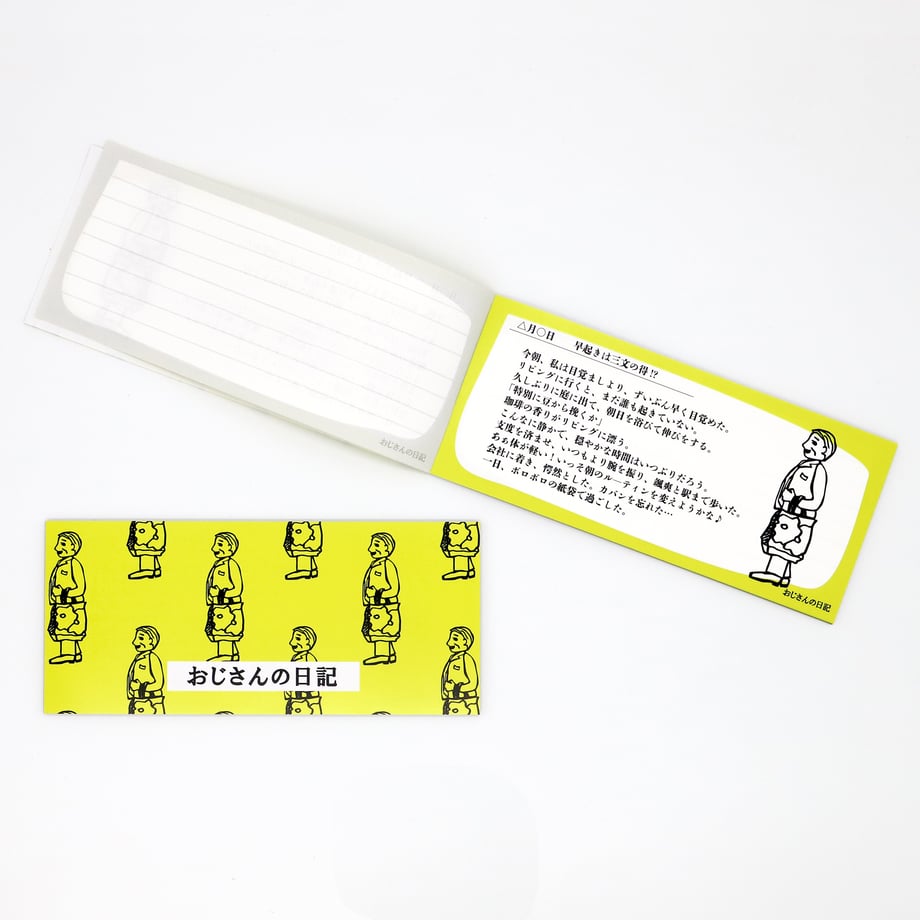 △月○日　早起きは三文の得!?
今朝、私は目覚ましより、ずいぶん早く目覚めた。
リビングに行くと、まだ誰も起きていない。
久しぶりに庭に出て、朝日を浴びて伸びをする。
「特別に豆から挽くか」
珈琲の香りがリビングに漂う。
こんなに静かで、穏やかな時間はいつぶりだろう。
支度を済ませ、いつもより腕を振り、颯爽と駅まで歩いた。
あぁ体が軽い！いっそ朝のルーティンを変えようかな♪
会社に着き、愕然とした。カバンを忘れた…
一日、ボロボロの紙袋で過ごした。
おじさんの日記
おじさんの日記
おじさんの日記